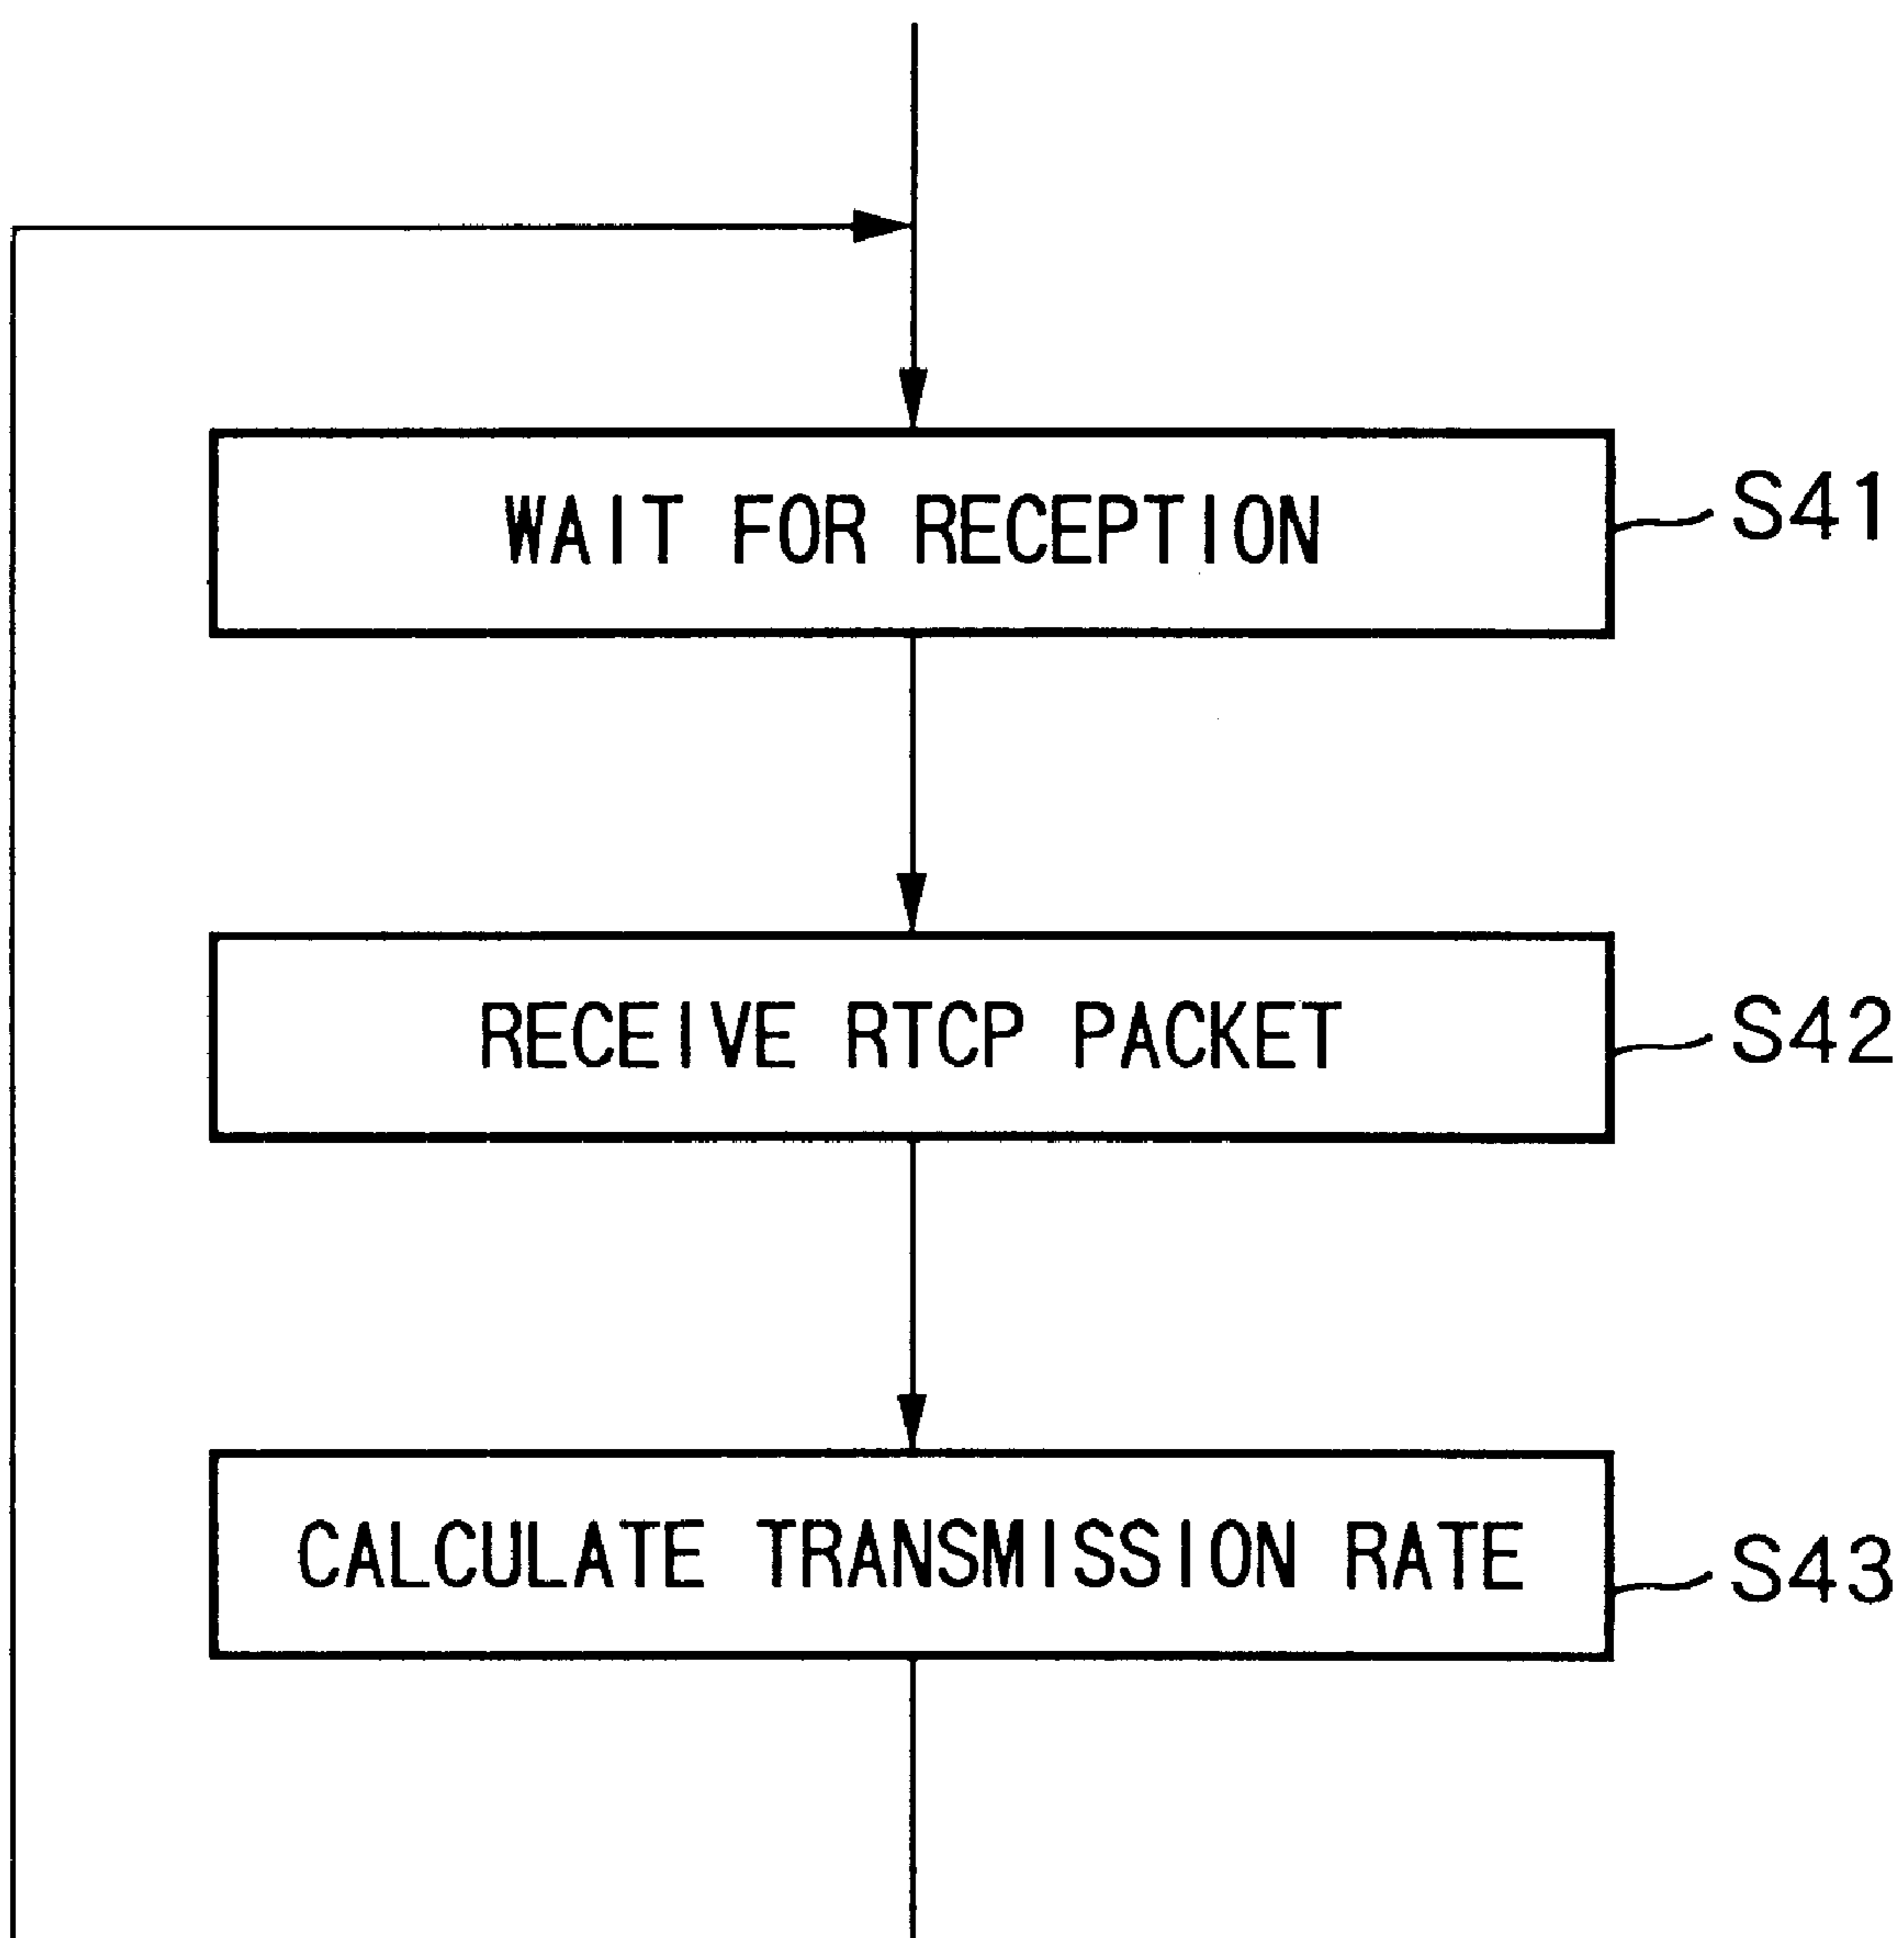 WAIT FOR RECEPTION
S41
RECEIVE RTCP PACKET
S42
CALCULATE TRANSMISSION RATE
S43